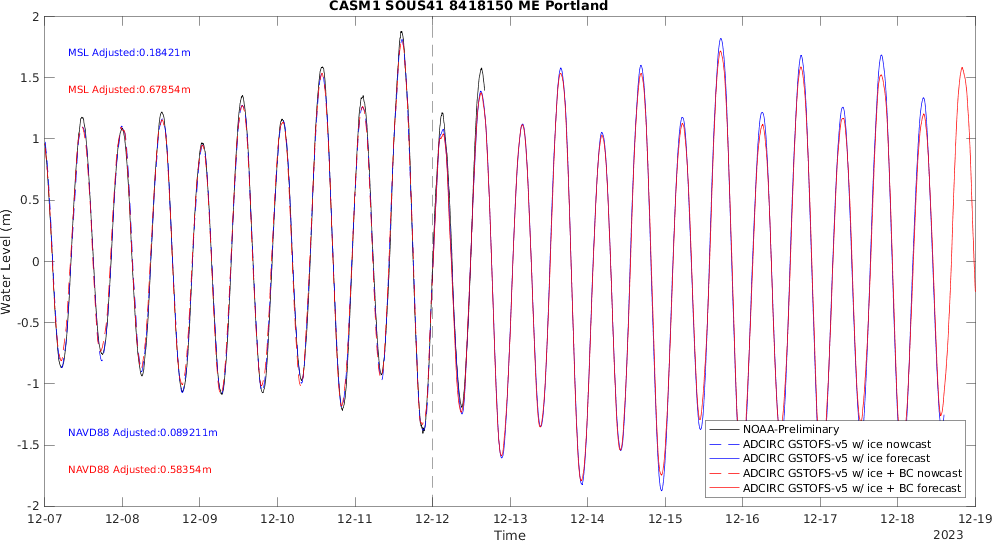 CASM1 SOUS41 8418150 ME Portland
2
1.5
1
0.5
0
-0.5
-1
-1.5
-2
Water Level (m)
MSL Adjusted:0.18421m
MSL Adjusted:0.67854m
NAVD88 Adjusted:0.089211m
NAVD88 Adjusted:0.58354m
NOAA-Preliminary
ADCIRC GSTOFS-v5 w/ ice nowcast
ADCIRC GSTOFS-v5 w/ ice forecast
ADCIRC GSTOFS-v5 w/ ice + BC nowcast
ADCIRC GSTOFS-v5 w/ ice + BC forecast
12-07 12-08 12-09 12-10 12-11 12-12 12-13 12-14 12-15 12-16 12-17 12-18 12-19
Time
2023